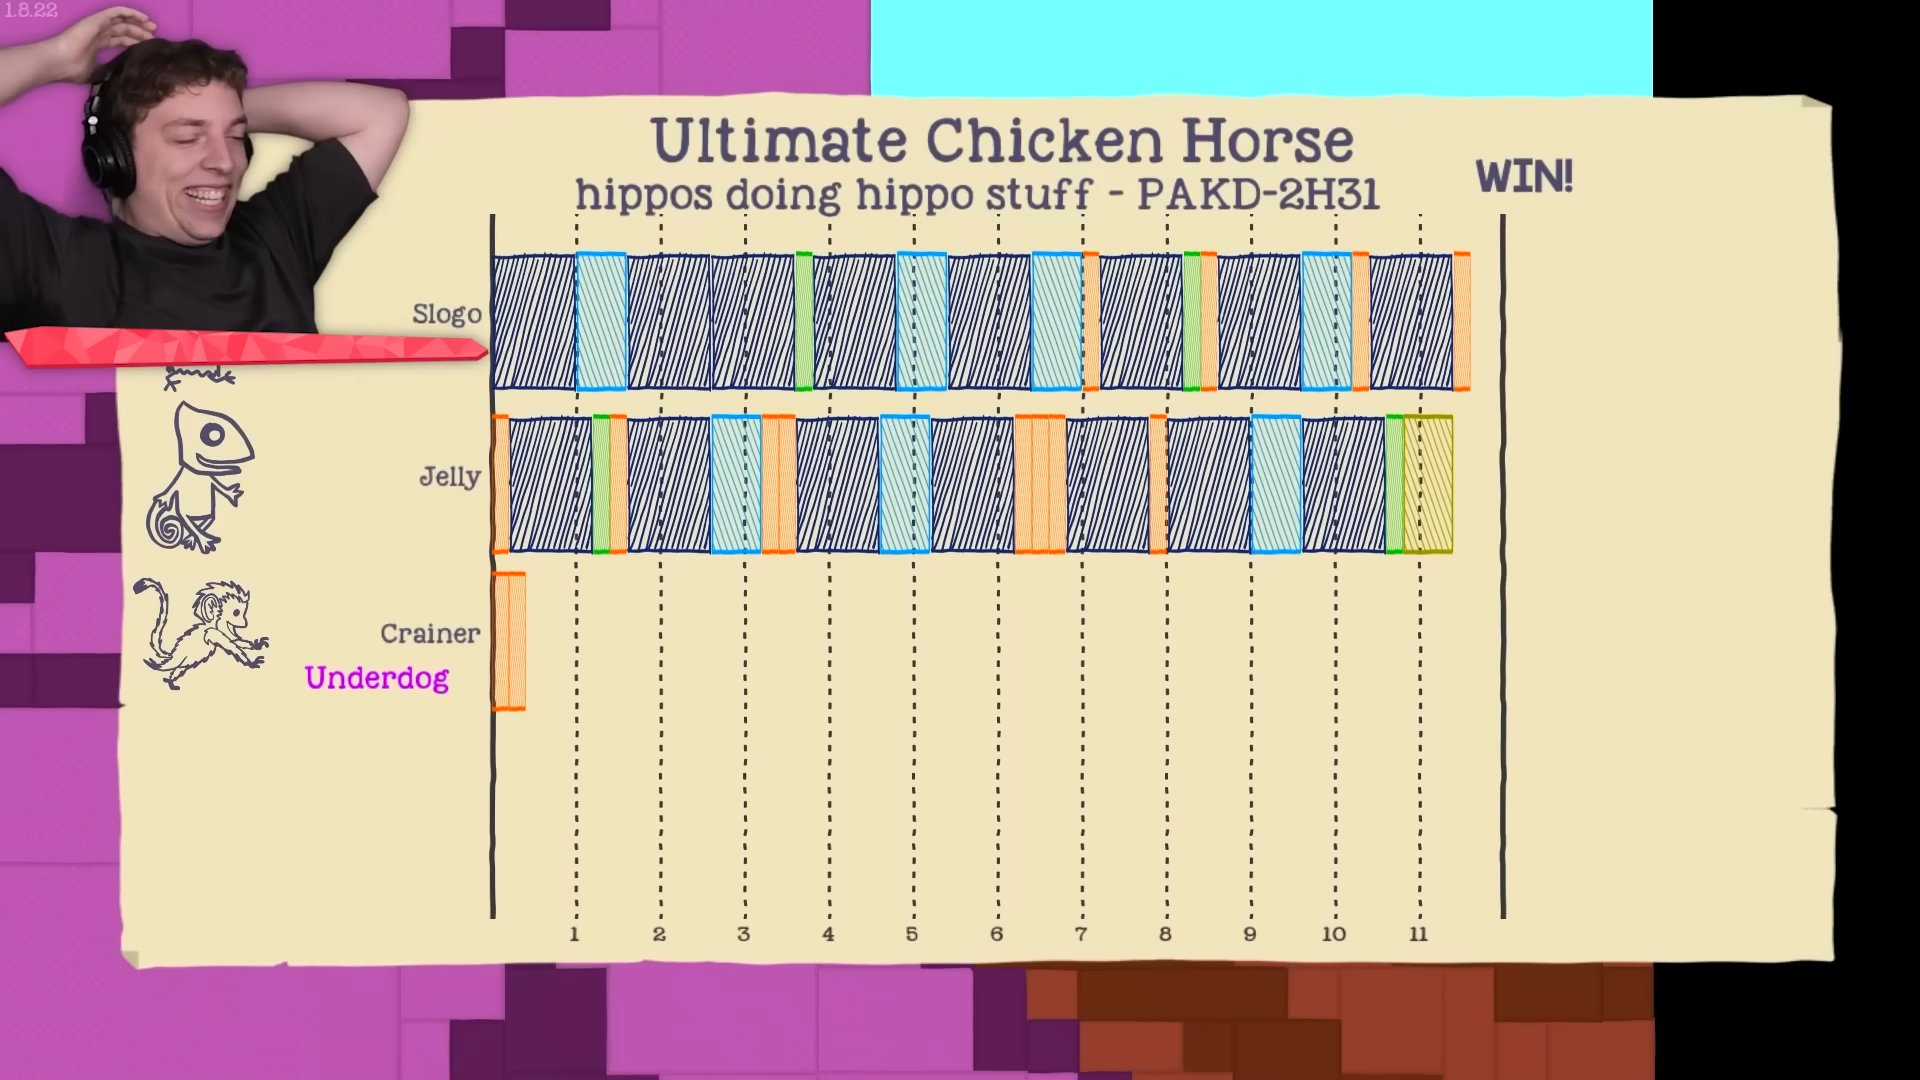 1.8.22
Ultimate Chicken Horse
hippos doing hippo stuff - PAKD-2H31
WIN!
Slogo
Jelly
Crainer
Underdog
1 2 3 4 5 6 7 8 9 10 11